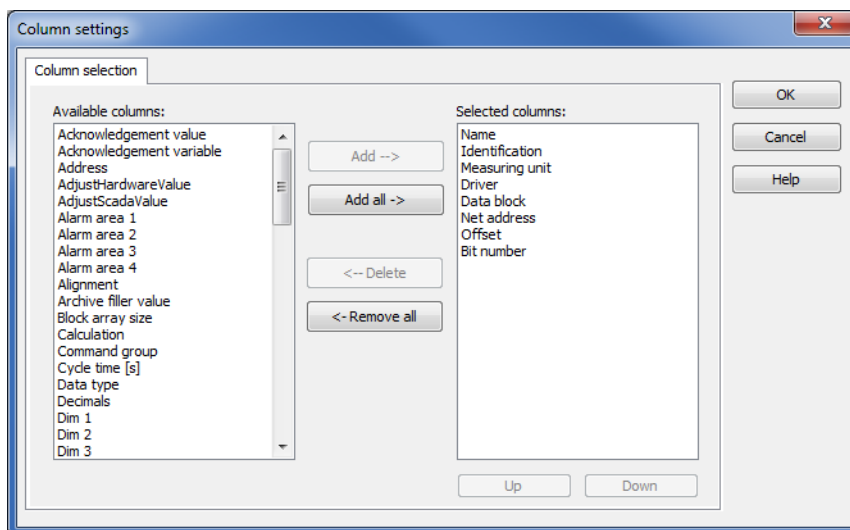 Column settings
Column selection
Available columns:
Acknowledgement value
Acknowledgement variable
Address
AdjustHardwareValue
AdjustScadaValue
Alarm area 1
Alarm area 2
Alarm area 3
Alarm area 4
Alignment
Archive filler value
Block array size
Calculation
Command group
Cycle time [s]
Data type
Decimals
Dim 1
Dim 2
Dim 3
Add -->
Add all ->
<-- Delete
<- Remove all
Selected columns:
Name
Identification
Measuring unit
Driver
Data block
Net address
Offset
Bit number
Up
Down
OK
Cancel
Help